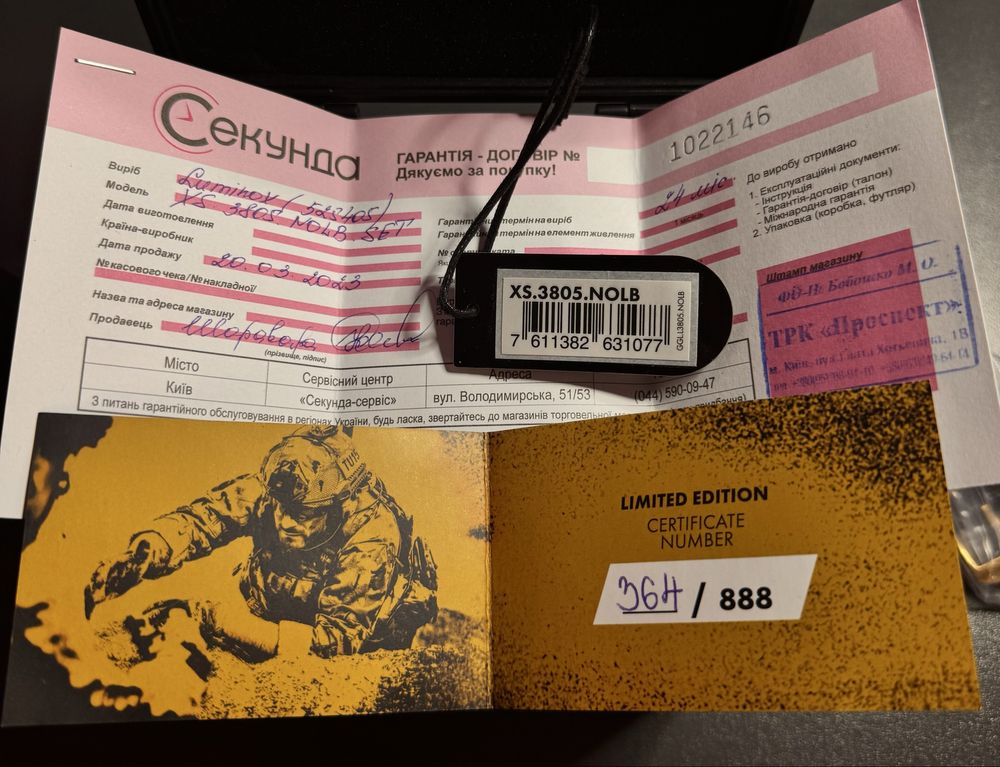 Секунда
ГАРАНТІЯ - ДОГОВІР №
Дякуємо за покупку!
1022146
Виріб Luminox (523405)
Модель XS 3805 NOLB SET
Дата виготовлення
Країна-виробник
Дата продажу 20.03.2023
№ касового чека/№ накладної/
Назва та адреса магазину
Продавець
(прізвище, підпис)
Гарантійний термін на виріб 24 міс.
Гарантійний термін на елемент живлення
1 місяць
До виробу отримано
1. Експлуатаційні документи:
- Інструкція
- Гарантія-договір (талон)
- Міжнародна гарантія
2. Упаковка (коробка, футляр)
Штамп магазину
ТРК «Проспект»
Місто Сервісний центр Адреса
Київ «Секунда-сервіс» вул. Володимирська, 51/53 (044) 590-09-47
З питань гарантійного обслуговування в регіонах України, будь ласка, звертайтесь до магазинів торговельної
XS.3805.NOLB
7 611382 631077
GGLL3805.NOLB
LIMITED EDITION
CERTIFICATE
NUMBER
364 / 888